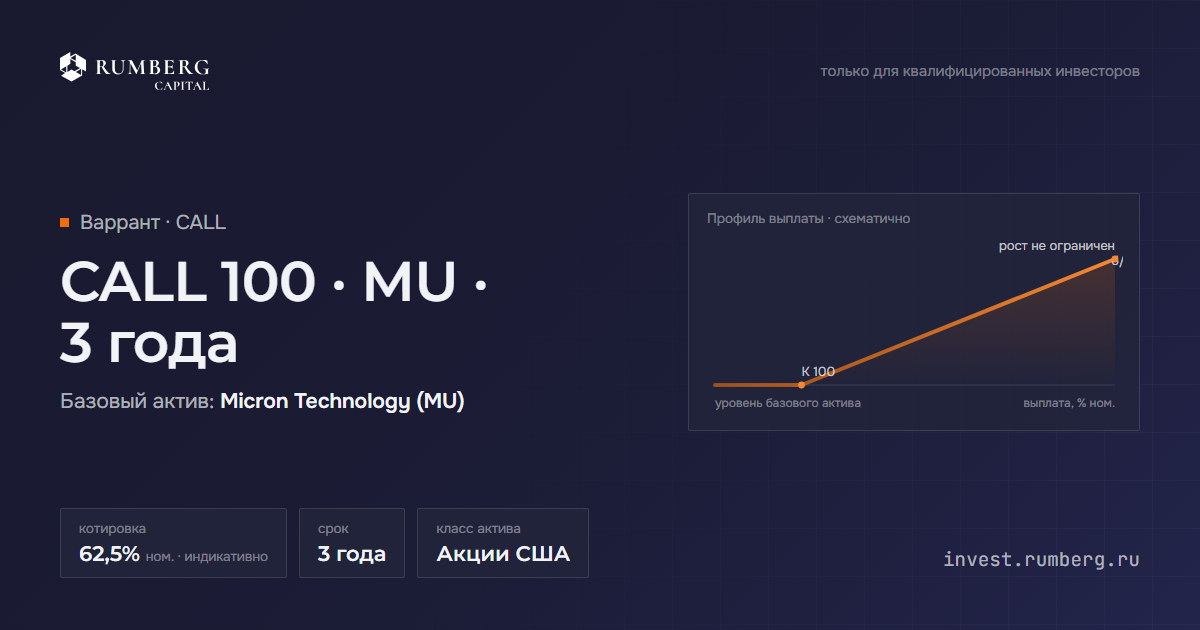 RUMBERG
CAPITAL
только для квалифицированных инвесторов
Варрант · CALL
CALL 100 · MU ·
3 года
Базовый актив: Micron Technology (MU)
Профиль выплаты · схематично
рост не ограничен
K 100
уровень базового актива
выплата, % ном.
котировка
62,5% ном. · индикативно
срок
3 года
класс актива
Акции США
invest.rumberg.ru